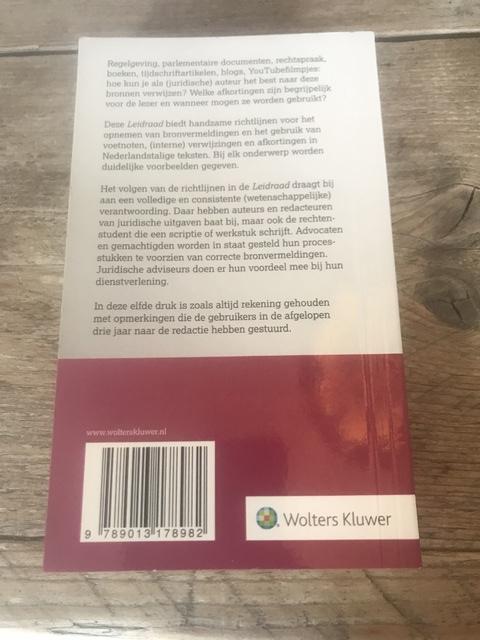 Regelgeving, parlementaire documenten, rechtspraak,
boeken, tijdschriftartikelen, blogs, YouTubefilmpjes:
hoe kun je als (juridische) auteur het best naar deze
bronnen verwijzen? Welke afkortingen zijn begrijpelijk
voor de lezer en wanneer mogen ze worden gebruikt?
Deze Leidraad biedt handzame richtlijnen voor het
opnemen van bronvermeldingen en het gebruik van
voetnoten, (interne) verwijzingen en afkortingen in
Nederlandstalige teksten. Bij elk onderwerp worden
duidelijke voorbeelden gegeven.
Het volgen van de richtlijnen in de Leidraad draagt bij
aan een volledige en consistente (wetenschappelijke)
verantwoording. Daar hebben auteurs en redacteuren
van juridische uitgaven baat bij, maar ook de rechten-
student die een scriptie of werkstuk schrijft. Advocaten
en gemachtigden worden in staat gesteld hun proces-
stukken te voorzien van correcte bronvermeldingen.
Juridische adviseurs doen er hun voordeel mee bij hun
dienstverlening.
In deze elfde druk is zoals altijd rekening gehouden
met opmerkingen die de gebruikers in de afgelopen
drie jaar naar de redactie hebben gestuurd.
www.wolterskluwer.nl
9 789013 178982
Wolters Kluwer